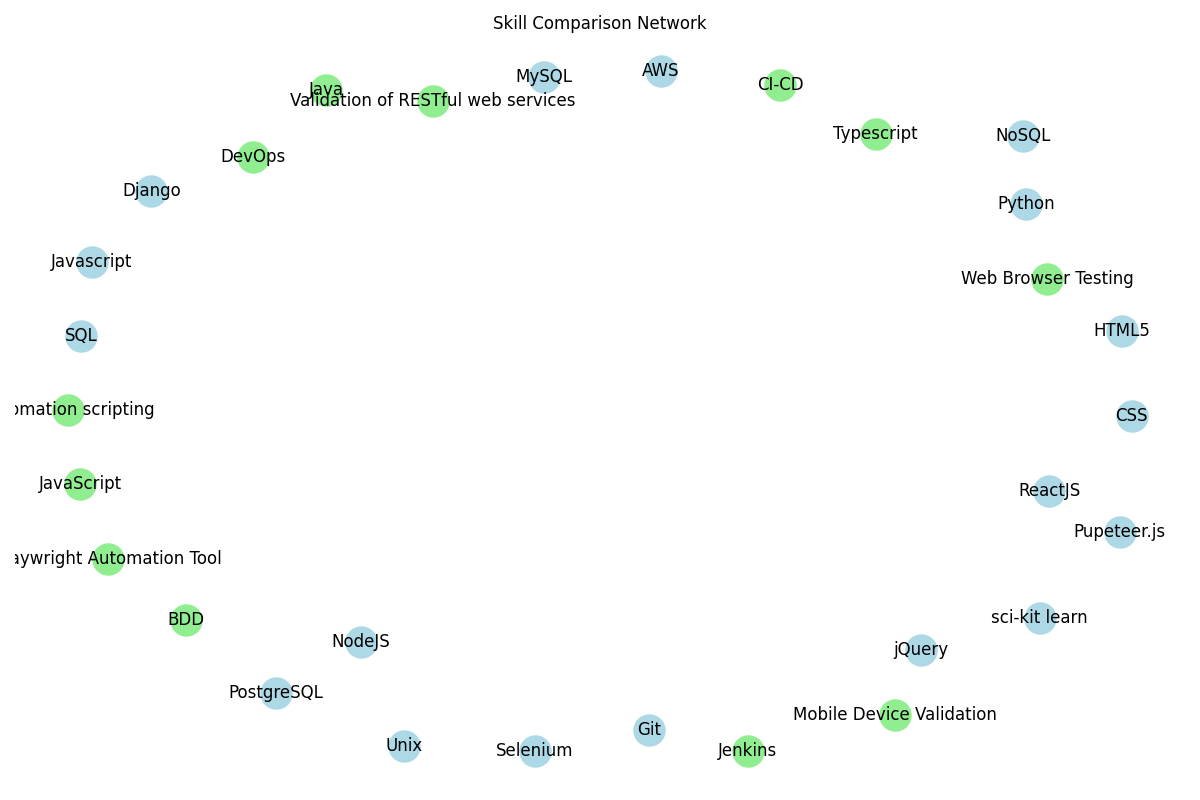 Skill Comparison Network
MySQL
AWS
CI-CD
Java
Validation of RESTful web services
Typescript
NoSQL
DevOps
Django
Python
Javascript
Web Browser Testing
HTML5
SQL
omation scripting
CSS
JavaScript
ReactJS
Pupeteer.js
aywright Automation Tool
BDD
sci-kit learn
NodeJS
jQuery
PostgreSQL
Mobile Device Validation
Git
Unix
Selenium
Jenkins